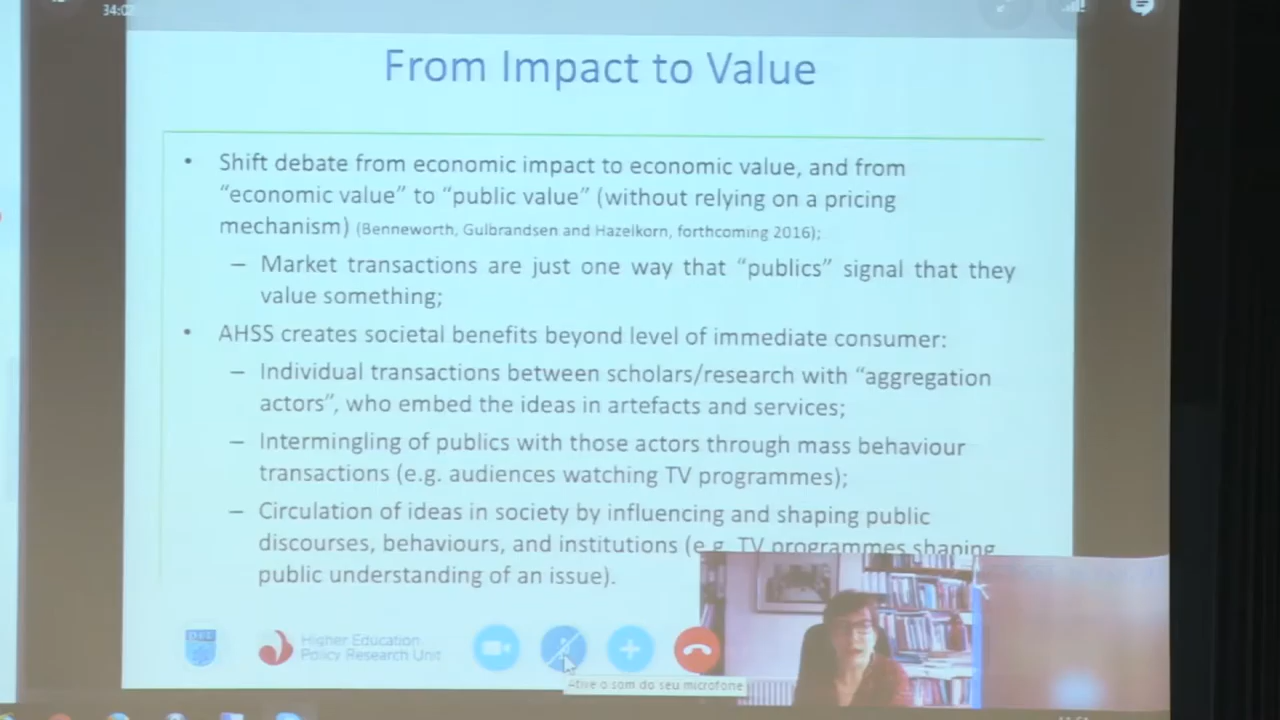 34:02
From Impact to Value
• Shift debate from economic impact to economic value, and from
“economic value” to “public value” (without relying on a pricing
mechanism) (Benneworth, Gulbrandsen and Hazelkorn, forthcoming 2016);
– Market transactions are just one way that “publics” signal that they
value something;
• AHSS creates societal benefits beyond level of immediate consumer:
– Individual transactions between scholars/research with “aggregation
actors”, who embed the ideas in artefacts and services;
– Intermingling of publics with those actors through mass behaviour
transactions (e.g. audiences watching TV programmes);
– Circulation of ideas in society by influencing and shaping public
discourses, behaviours, and institutions (e.g. TV programmes shaping
public understanding of an issue).
Higher Education
Policy Research Unit
Ative o som do seu microfone